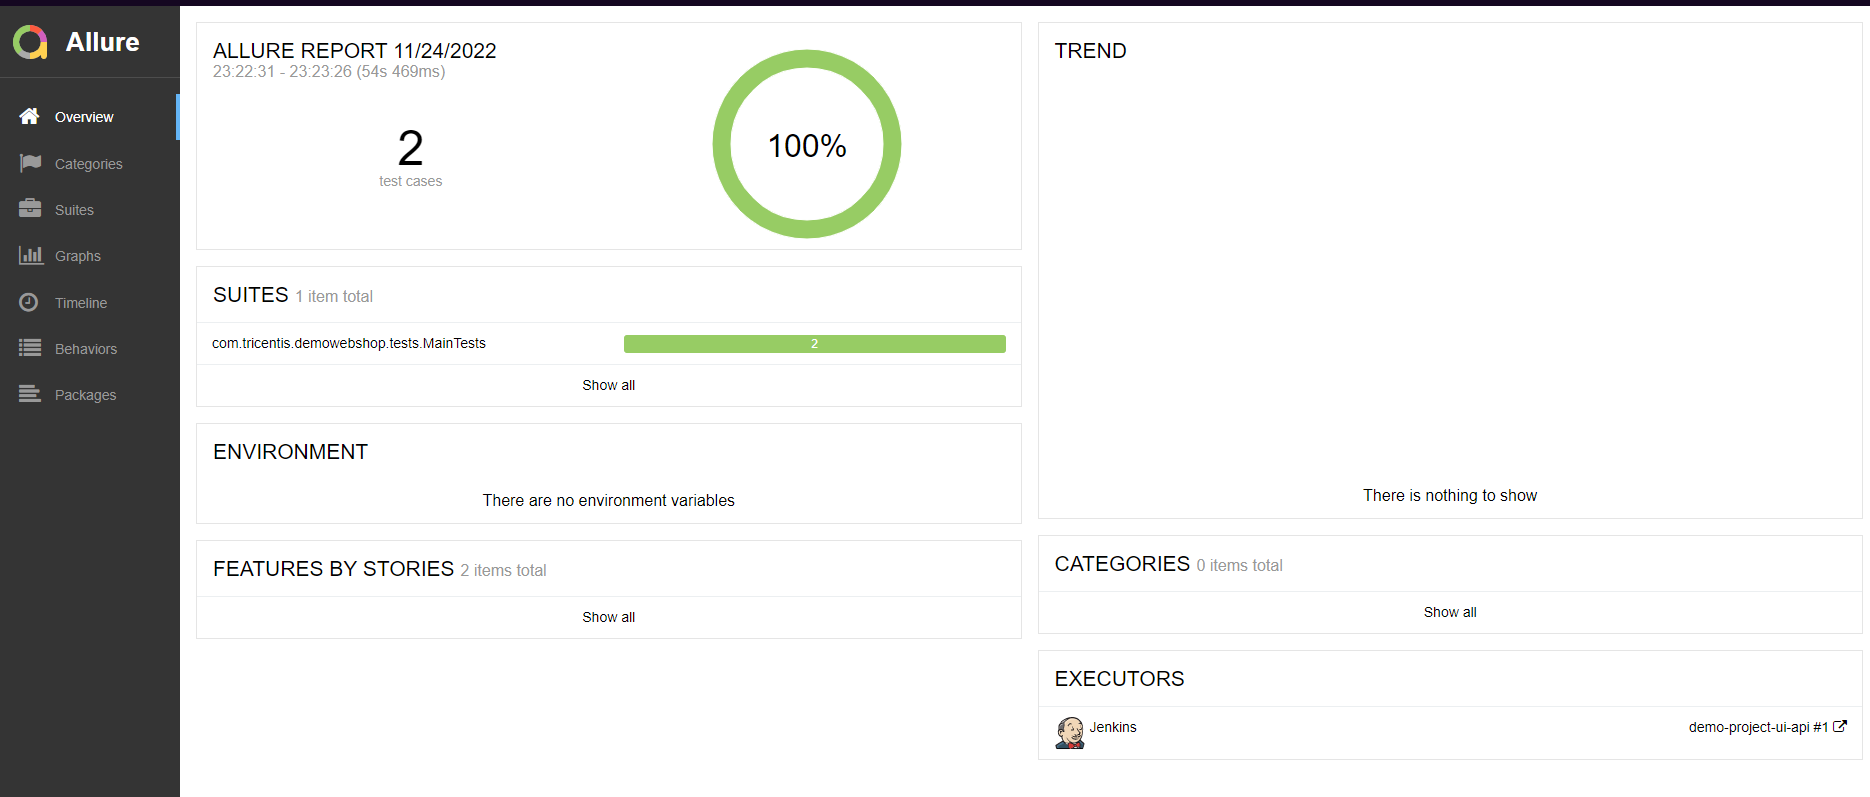 Allure
Overview
Categories
Suites
Graphs
Timeline
Behaviors
Packages
ALLURE REPORT 11/24/2022
23:22:31 - 23:23:26 (54s 469ms)
2
test cases
100%
SUITES 1 item total
com.tricentis.demowebshop.tests.MainTests 2
Show all
ENVIRONMENT
There are no environment variables
FEATURES BY STORIES 2 items total
Show all
TREND
There is nothing to show
CATEGORIES 0 items total
Show all
EXECUTORS
Jenkins demo-project-ui-api #1